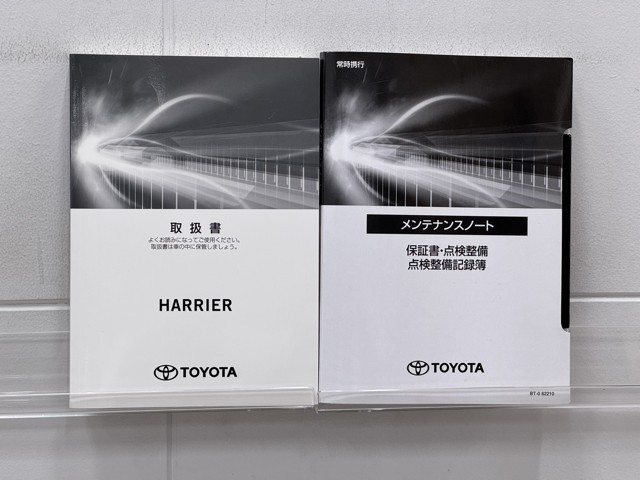 取扱書
よくお読みになってご使用ください。
取扱書は車の中に保管しましょう。
HARRIER
TOYOTA
常時携行
メンテナンスノート
保証書・点検整備
点検整備記録簿
TOYOTA
BT-0 62210